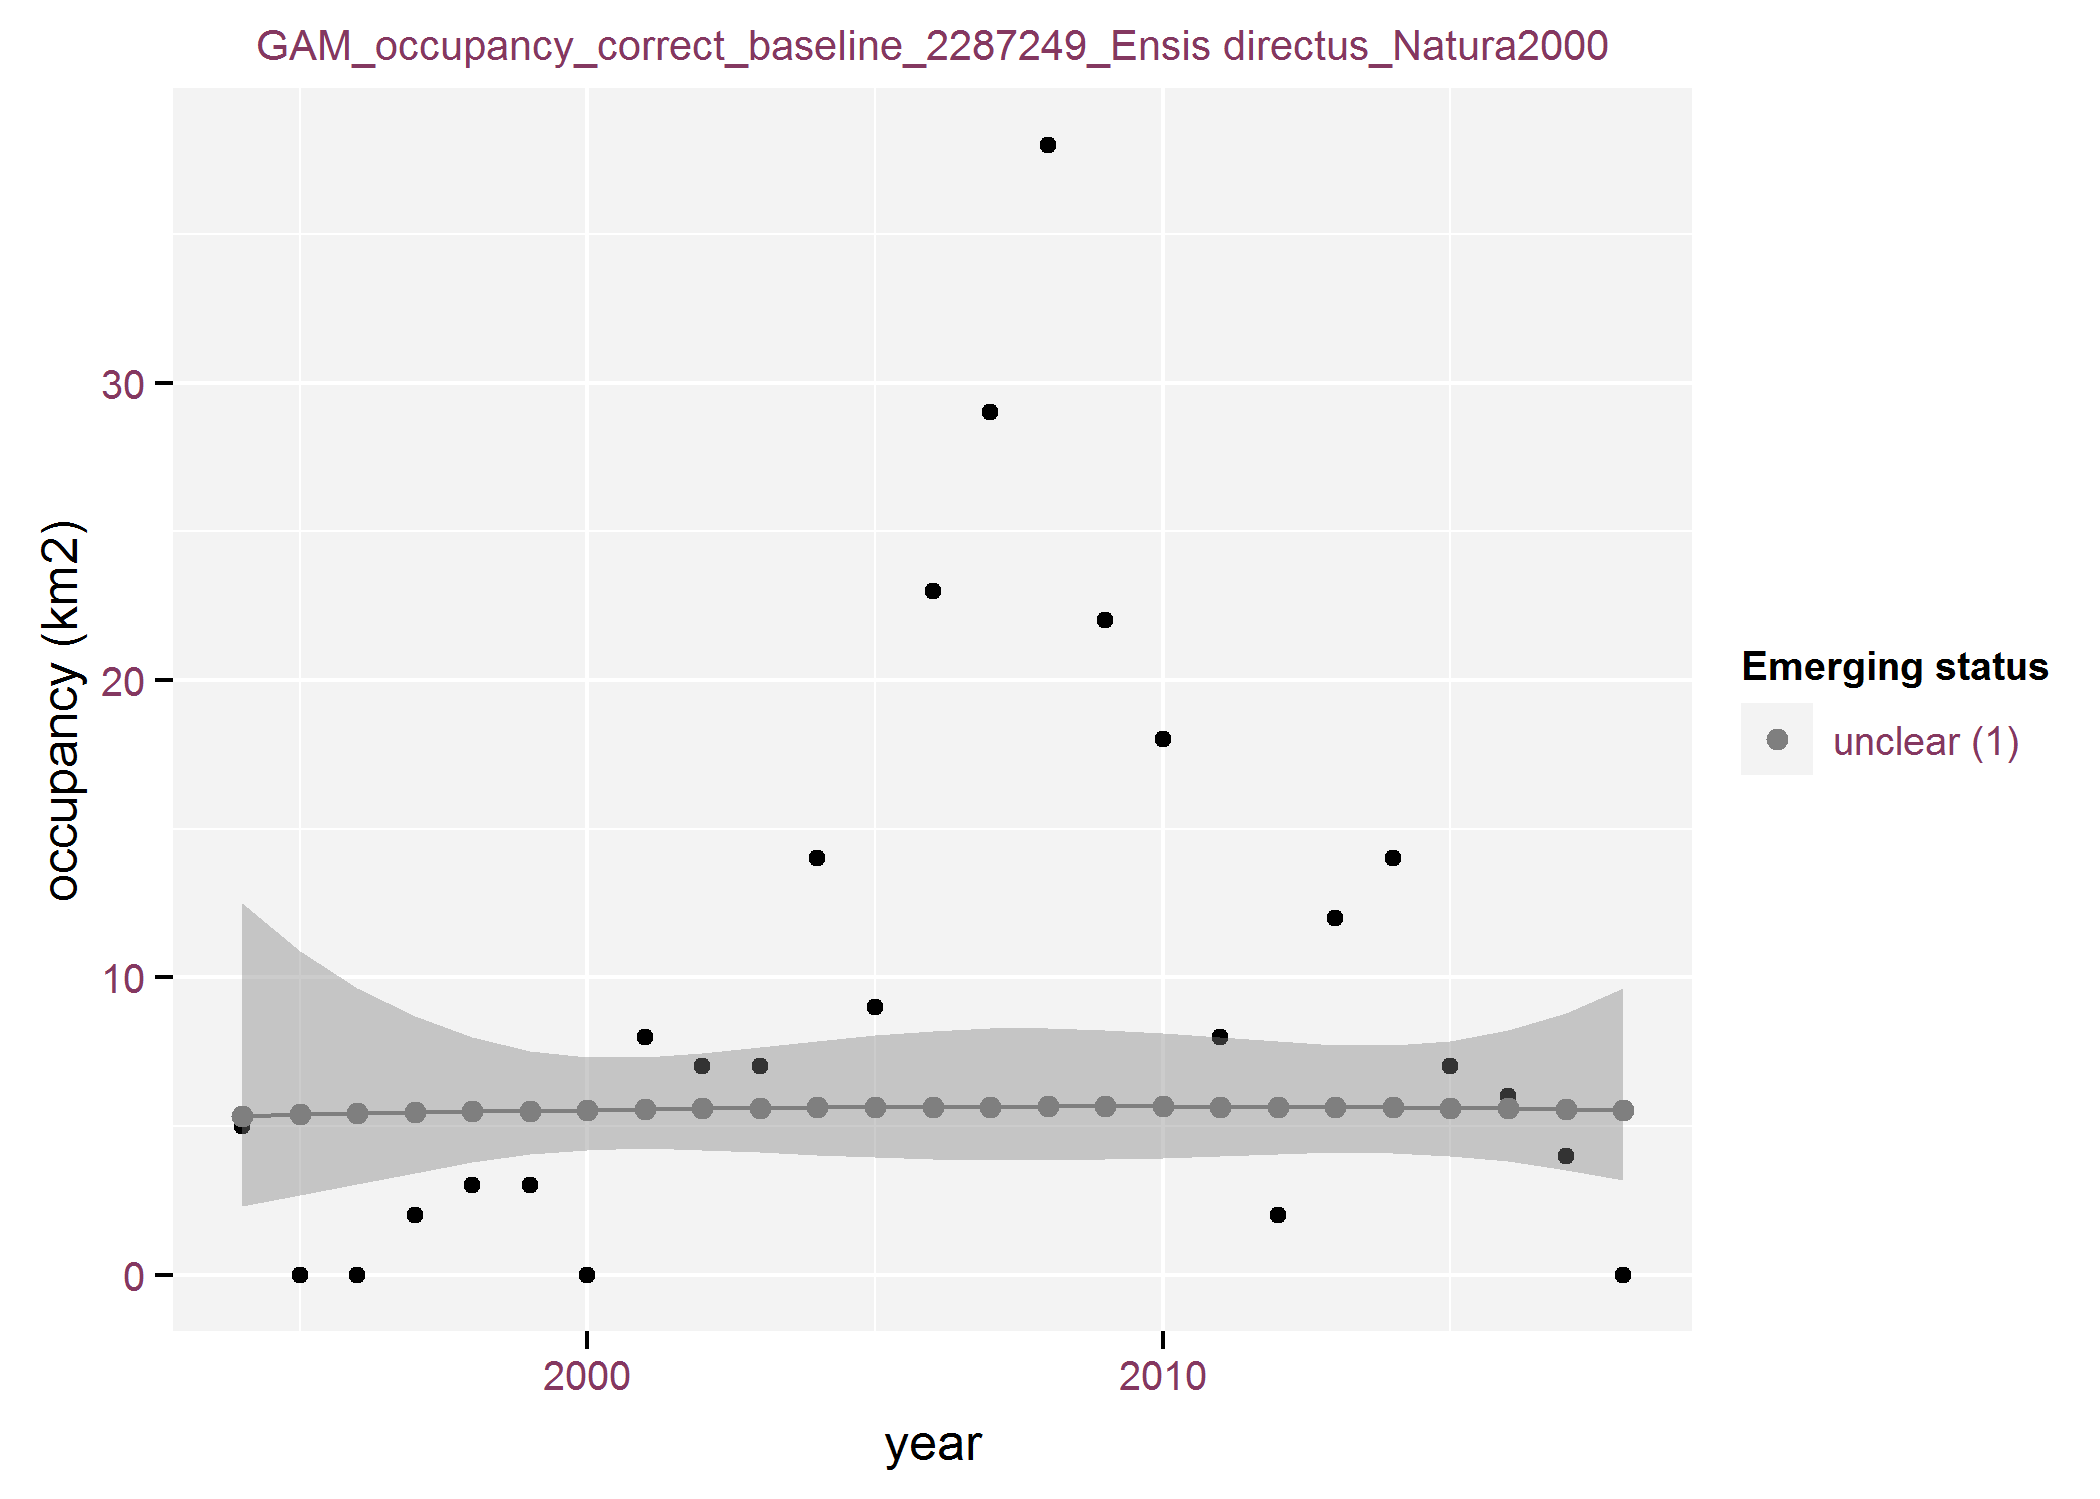 GAM_occupancy_correct_baseline_2287249_Ensis directus_Natura2000
occupancy (km2)
30
20
10
0
2000 2010
year
Emerging status
unclear (1)